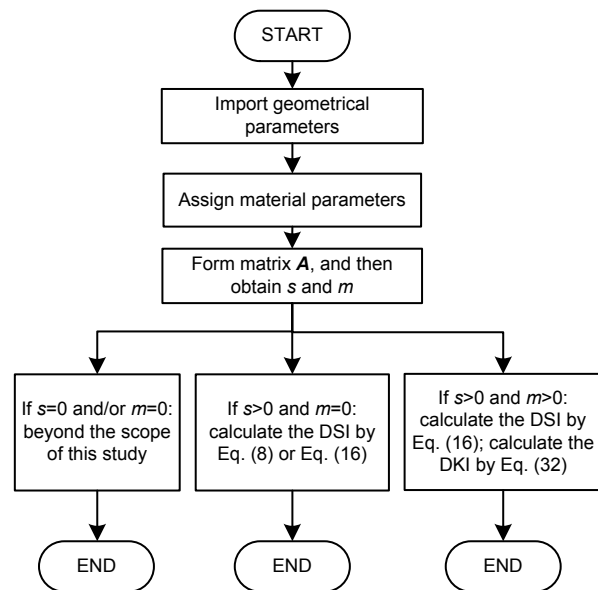 START
Import geometrical
parameters
Assign material parameters
Form matrix A, and then
obtain s and m
If s=0 and/or m=0:
beyond the scope
of this study
If s>0 and m=0:
calculate the DSI by
Eq. (8) or Eq. (16)
If s>0 and m>0:
calculate the DSI by
Eq. (16); calculate the
DKI by Eq. (32)
END
END
END